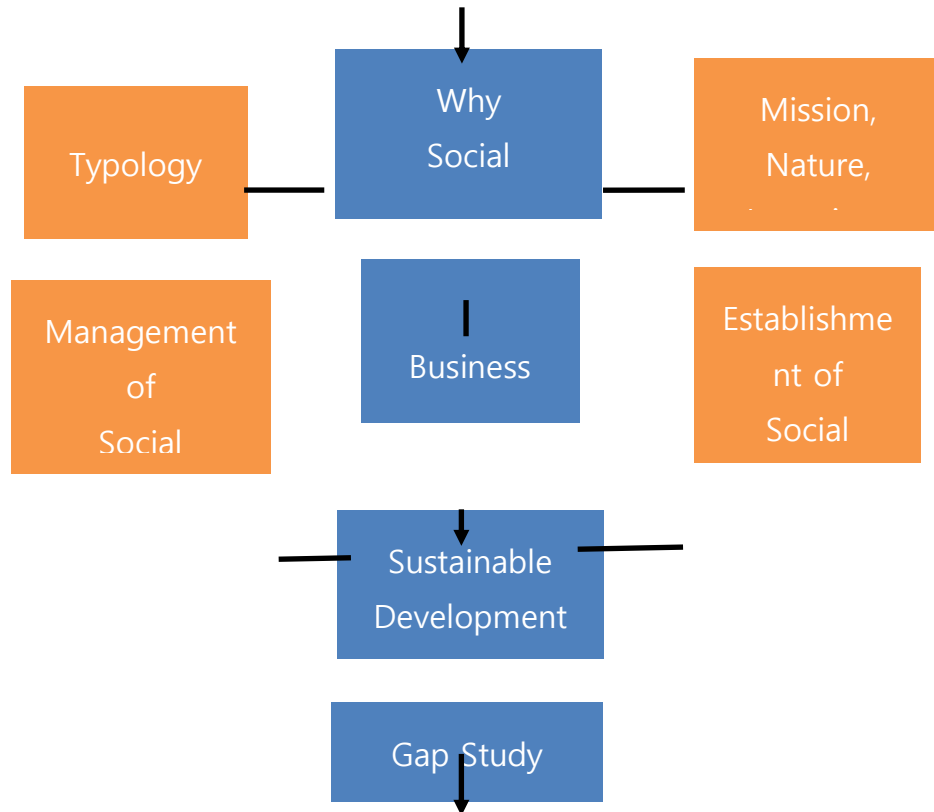 Why
Social
Typology
Mission,
Nature,
Management
of
Social
Business
Establishme
nt of
Social
Sustainable
Development
Gap Study